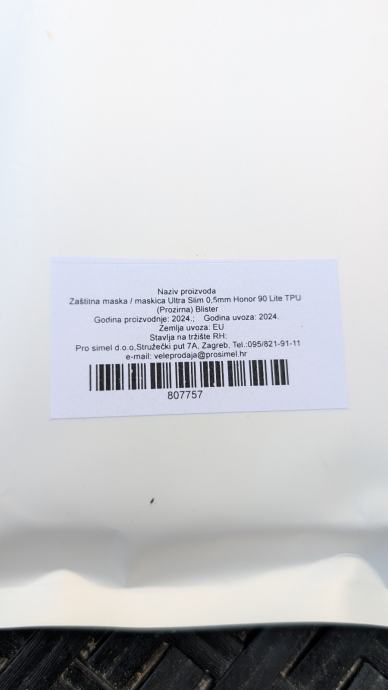 Naziv proizvoda
Zaštitna maska / maskica Ultra Slim 0,5mm Honor 90 Lite TPU
(Prozirna) Blister
Godina proizvodnje: 2024.; Godina uvoza: 2024.
Zemlja uvoza: EU
Stavlja na tržište RH:
Pro simel d.o.o,Stružečki put 7A, Zagreb, Tel.:095/821-91-11
e-mail: veleprodaja@prosimel.hr
807757